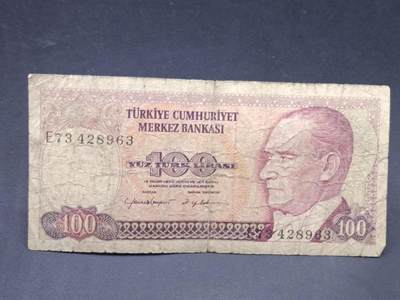 TÜRKİYE CUMHURİYET
MERKEZ BANKASI
E73 428963
100
YÜZ TÜRK LİRASI
E73 428963
100
100